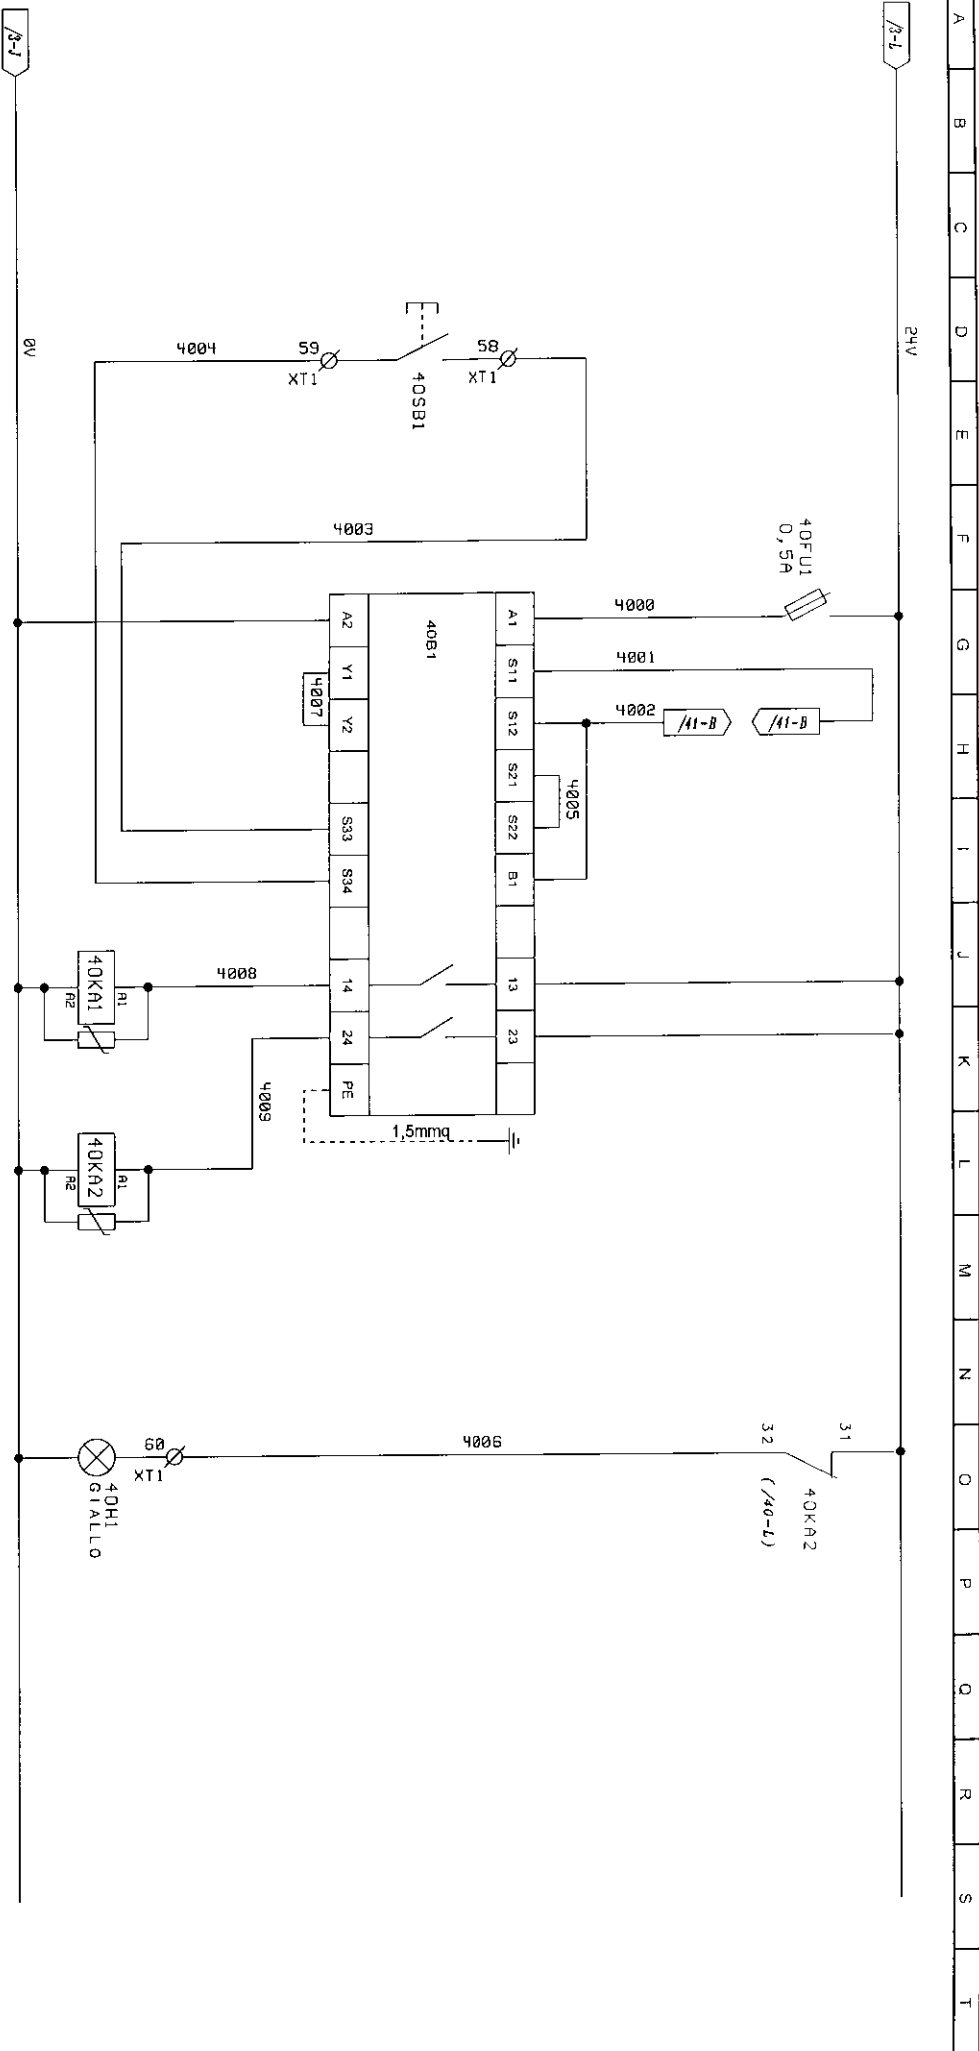 A B C D E F G H I J K L M N O P Q R S T
/3-L
24V
40FU1
0,5A
4000
4001
4002
/41-B
/41-B
4005
A1 S11 S12 S21 S22 B1 13 23
40B1
A2 Y1 Y2 S33 S34 14 24 PE
4007
1,5mmq
4003
58
XT1
40SB1
59
XT1
4004
4008
4009
40KA1
A1
A2
40KA2
A1
A2
31
32
40KA2
(/40-L)
4006
60
XT1
40H1
GIALLO
/3-J
0V